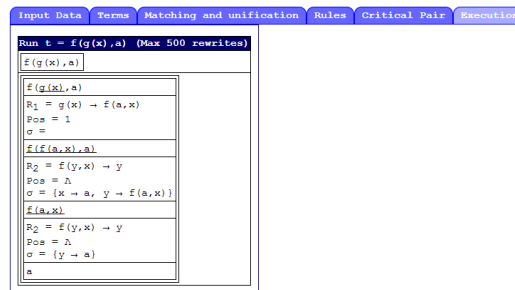 Input Data Terms Matching and unification Rules Critical Pair Execution
Run t = f(g(x),a) (Max 500 rewrites)
f(g(x),a)
f(g(x),a)
R1 = g(x) → f(a,x)
Pos = 1
σ =
f(f(a,x),a)
R2 = f(y,x) → y
Pos = Λ
σ = {x → a, y → f(a,x)}
f(a,x)
R2 = f(y,x) → y
Pos = Λ
σ = {y → a}
a